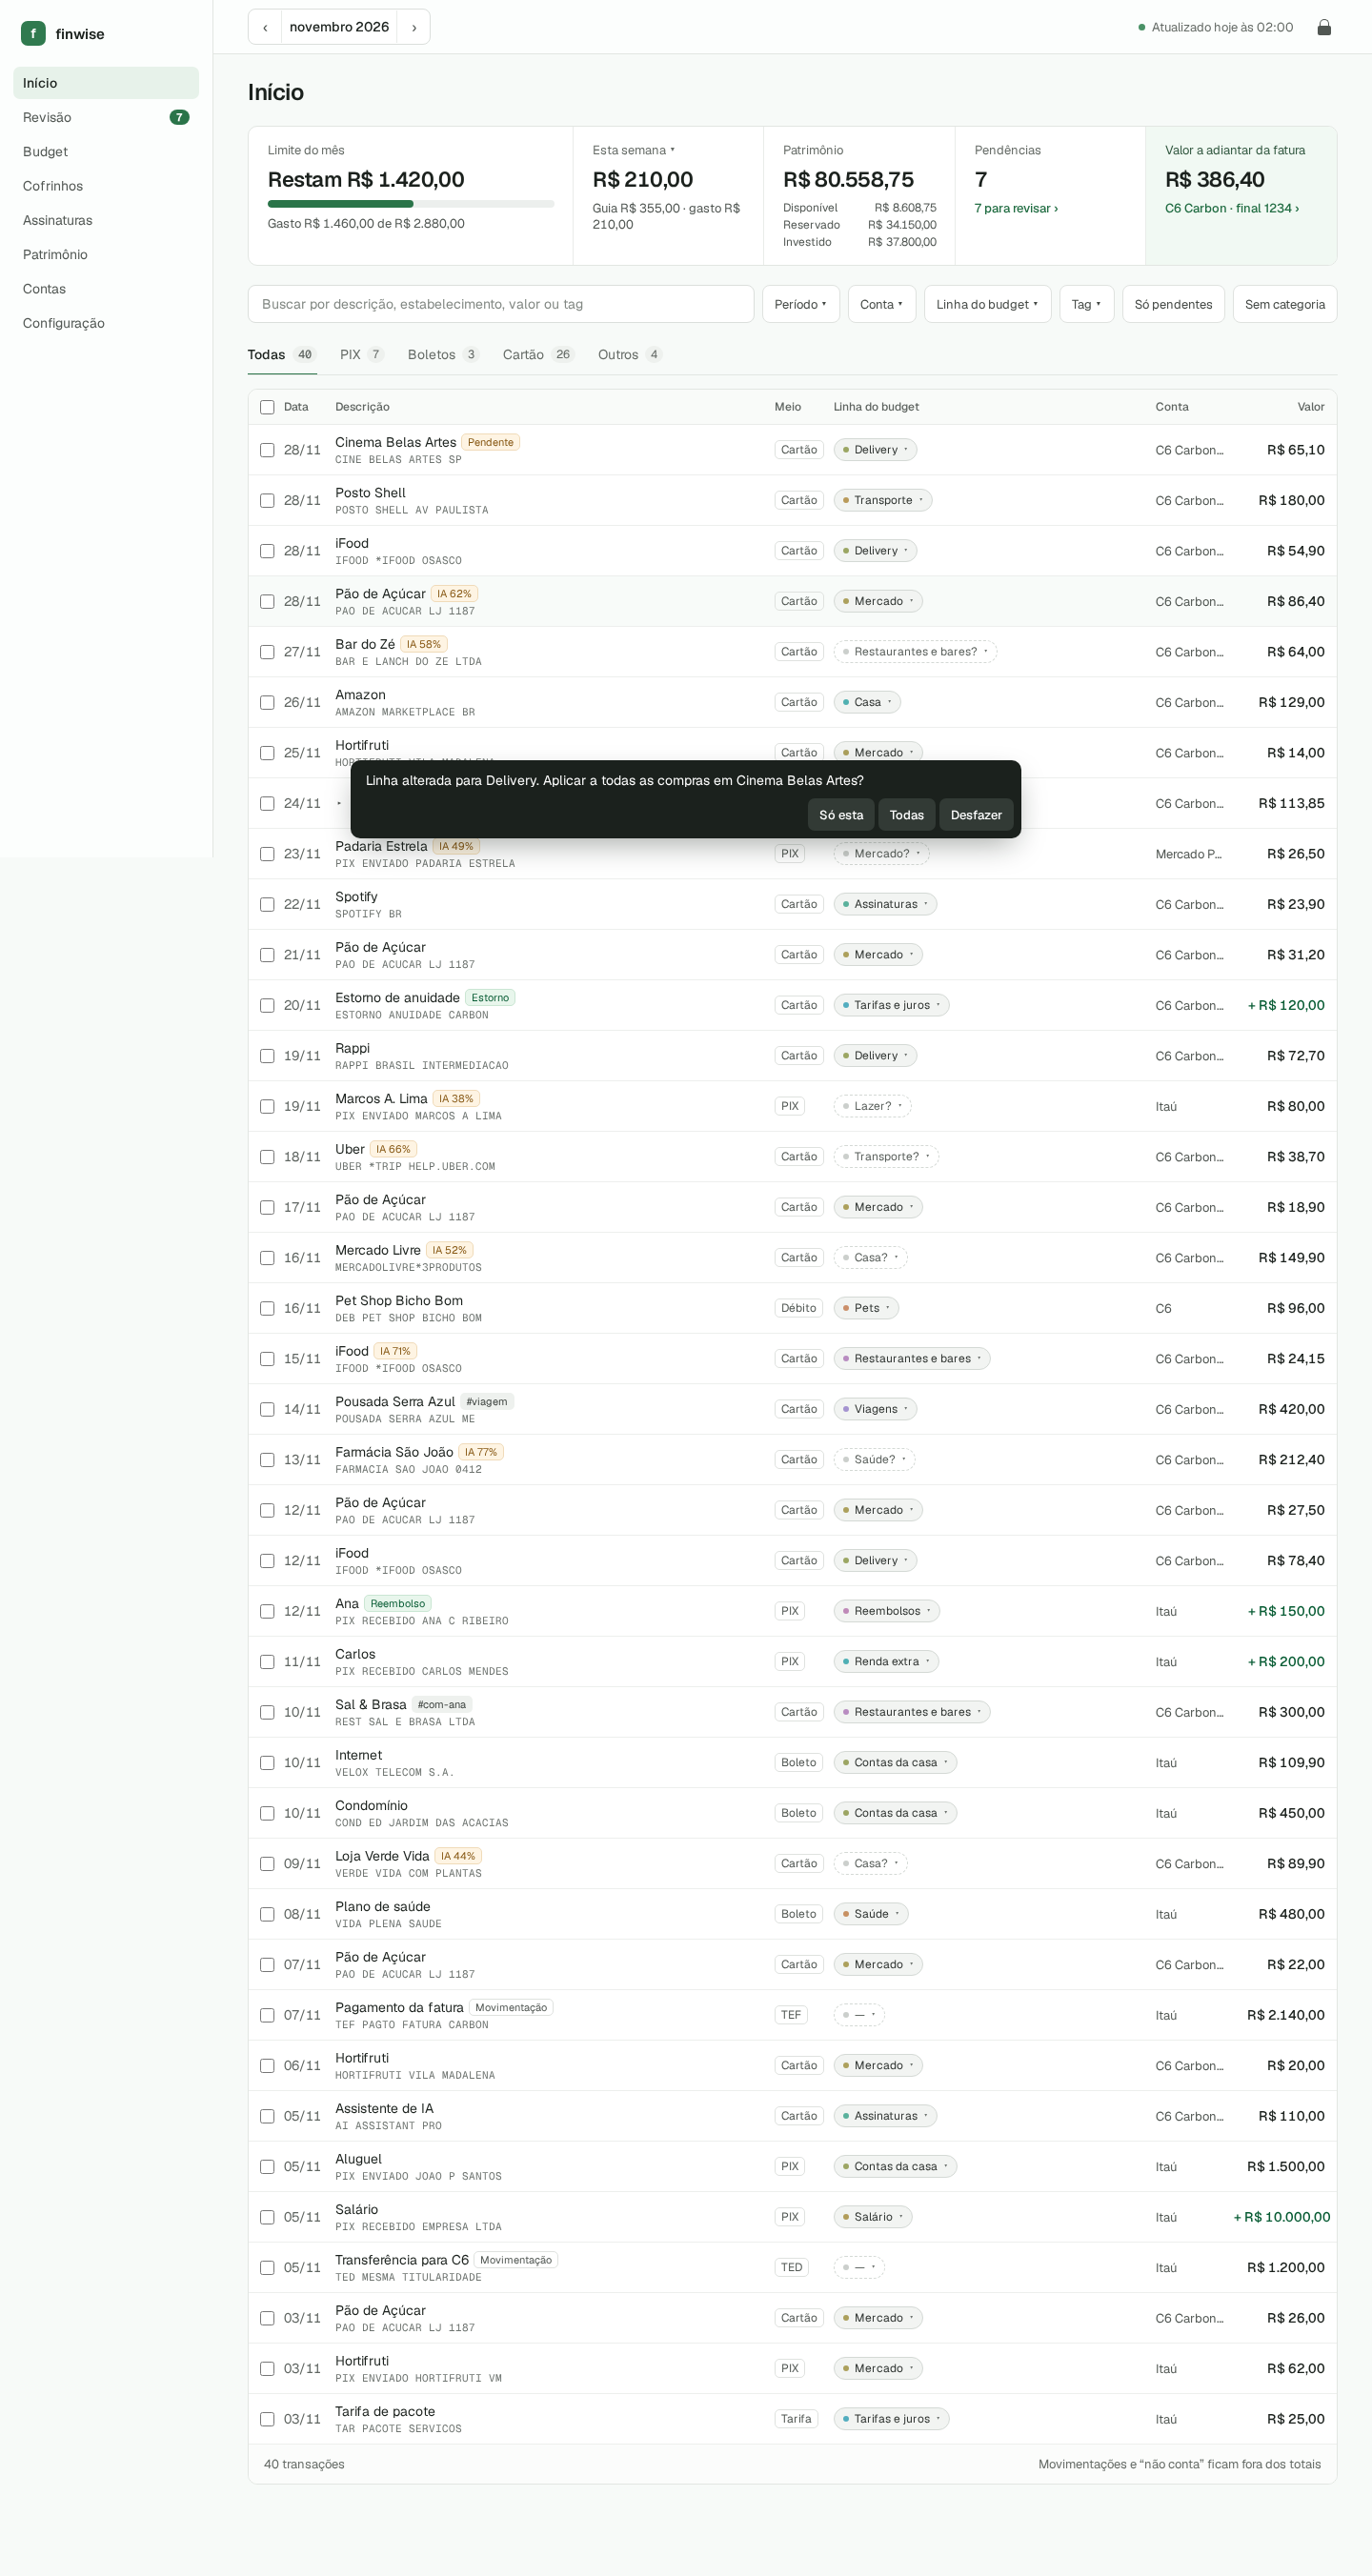 f finwise
Início
Revisão 7
Budget
Cofrinhos
Assinaturas
Patrimônio
Contas
Configuração
‹ novembro 2026 ›
Atualizado hoje às 02:00
Início
Limite do mês
Restam R$ 1.420,00
Gasto R$ 1.460,00 de R$ 2.880,00
Esta semana
R$ 210,00
Guia R$ 355,00 · gasto R$
210,00
Patrimônio
R$ 80.558,75
Disponível R$ 8.608,75
Reservado R$ 34.150,00
Investido R$ 37.800,00
Pendências
7
7 para revisar ›
Valor a adiantar da fatura
R$ 386,40
C6 Carbon · final 1234 ›
Buscar por descrição, estabelecimento, valor ou tag
Período Conta Linha do budget Tag Só pendentes Sem categoria
Todas 40 PIX 7 Boletos 3 Cartão 26 Outros 4
Data Descrição Meio Linha do budget Conta Valor
28/11 Cinema Belas Artes Pendente Cartão Delivery C6 Carbon… R$ 65,10
CINE BELAS ARTES SP
28/11 Posto Shell Cartão Transporte C6 Carbon… R$ 180,00
POSTO SHELL AV PAULISTA
28/11 iFood Cartão Delivery C6 Carbon… R$ 54,90
IFOOD *IFOOD OSASCO
28/11 Pão de Açúcar IA 62% Cartão Mercado C6 Carbon… R$ 86,40
PAO DE ACUCAR LJ 1187
27/11 Bar do Zé IA 58% Cartão Restaurantes e bares? C6 Carbon… R$ 64,00
BAR E LANCH DO ZE LTDA
26/11 Amazon Cartão Casa C6 Carbon… R$ 129,00
AMAZON MARKETPLACE BR
25/11 Hortifruti Cartão Mercado C6 Carbon… R$ 14,00
Linha alterada para Delivery. Aplicar a todas as compras em Cinema Belas Artes?
Só esta Todas Desfazer
24/11 C6 Carbon… R$ 113,85
23/11 Padaria Estrela IA 49% PIX Mercado? Mercado P… R$ 26,50
PIX ENVIADO PADARIA ESTRELA
22/11 Spotify Cartão Assinaturas C6 Carbon… R$ 23,90
SPOTIFY BR
21/11 Pão de Açúcar Cartão Mercado C6 Carbon… R$ 31,20
PAO DE ACUCAR LJ 1187
20/11 Estorno de anuidade Estorno Cartão Tarifas e juros C6 Carbon… + R$ 120,00
ESTORNO ANUIDADE CARBON
19/11 Rappi Cartão Delivery C6 Carbon… R$ 72,70
RAPPI BRASIL INTERMEDIACAO
19/11 Marcos A. Lima IA 38% PIX Lazer? Itaú R$ 80,00
PIX ENVIADO MARCOS A LIMA
18/11 Uber IA 66% Cartão Transporte? C6 Carbon… R$ 38,70
UBER *TRIP HELP.UBER.COM
17/11 Pão de Açúcar Cartão Mercado C6 Carbon… R$ 18,90
PAO DE ACUCAR LJ 1187
16/11 Mercado Livre IA 52% Cartão Casa? C6 Carbon… R$ 149,90
MERCADOLIVRE*3PRODUTOS
16/11 Pet Shop Bicho Bom Débito Pets C6 R$ 96,00
DEB PET SHOP BICHO BOM
15/11 iFood IA 71% Cartão Restaurantes e bares C6 Carbon… R$ 24,15
IFOOD *IFOOD OSASCO
14/11 Pousada Serra Azul #viagem Cartão Viagens C6 Carbon… R$ 420,00
POUSADA SERRA AZUL ME
13/11 Farmácia São João IA 77% Cartão Saúde? C6 Carbon… R$ 212,40
FARMACIA SAO JOAO 0412
12/11 Pão de Açúcar Cartão Mercado C6 Carbon… R$ 27,50
PAO DE ACUCAR LJ 1187
12/11 iFood Cartão Delivery C6 Carbon… R$ 78,40
IFOOD *IFOOD OSASCO
12/11 Ana Reembolso PIX Reembolsos Itaú + R$ 150,00
PIX RECEBIDO ANA C RIBEIRO
11/11 Carlos PIX Renda extra Itaú + R$ 200,00
PIX RECEBIDO CARLOS MENDES
10/11 Sal & Brasa #com-ana Cartão Restaurantes e bares C6 Carbon… R$ 300,00
REST SAL E BRASA LTDA
10/11 Internet Boleto Contas da casa Itaú R$ 109,90
VELOX TELECOM S.A.
10/11 Condomínio Boleto Contas da casa Itaú R$ 450,00
COND ED JARDIM DAS ACACIAS
09/11 Loja Verde Vida IA 44% Cartão Casa? C6 Carbon… R$ 89,90
VERDE VIDA COM PLANTAS
08/11 Plano de saúde Boleto Saúde Itaú R$ 480,00
VIDA PLENA SAUDE
07/11 Pão de Açúcar Cartão Mercado C6 Carbon… R$ 22,00
PAO DE ACUCAR LJ 1187
07/11 Pagamento da fatura Movimentação TEF — Itaú R$ 2.140,00
TEF PAGTO FATURA CARBON
06/11 Hortifruti Cartão Mercado C6 Carbon… R$ 20,00
HORTIFRUTI VILA MADALENA
05/11 Assistente de IA Cartão Assinaturas C6 Carbon… R$ 110,00
AI ASSISTANT PRO
05/11 Aluguel PIX Contas da casa Itaú R$ 1.500,00
PIX ENVIADO JOAO P SANTOS
05/11 Salário PIX Salário Itaú + R$ 10.000,00
PIX RECEBIDO EMPRESA LTDA
05/11 Transferência para C6 Movimentação TED — Itaú R$ 1.200,00
TED MESMA TITULARIDADE
03/11 Pão de Açúcar Cartão Mercado C6 Carbon… R$ 26,00
PAO DE ACUCAR LJ 1187
03/11 Hortifruti PIX Mercado Itaú R$ 62,00
PIX ENVIADO HORTIFRUTI VM
03/11 Tarifa de pacote Tarifa Tarifas e juros Itaú R$ 25,00
TAR PACOTE SERVICOS
40 transações Movimentações e “não conta” ficam fora dos totais